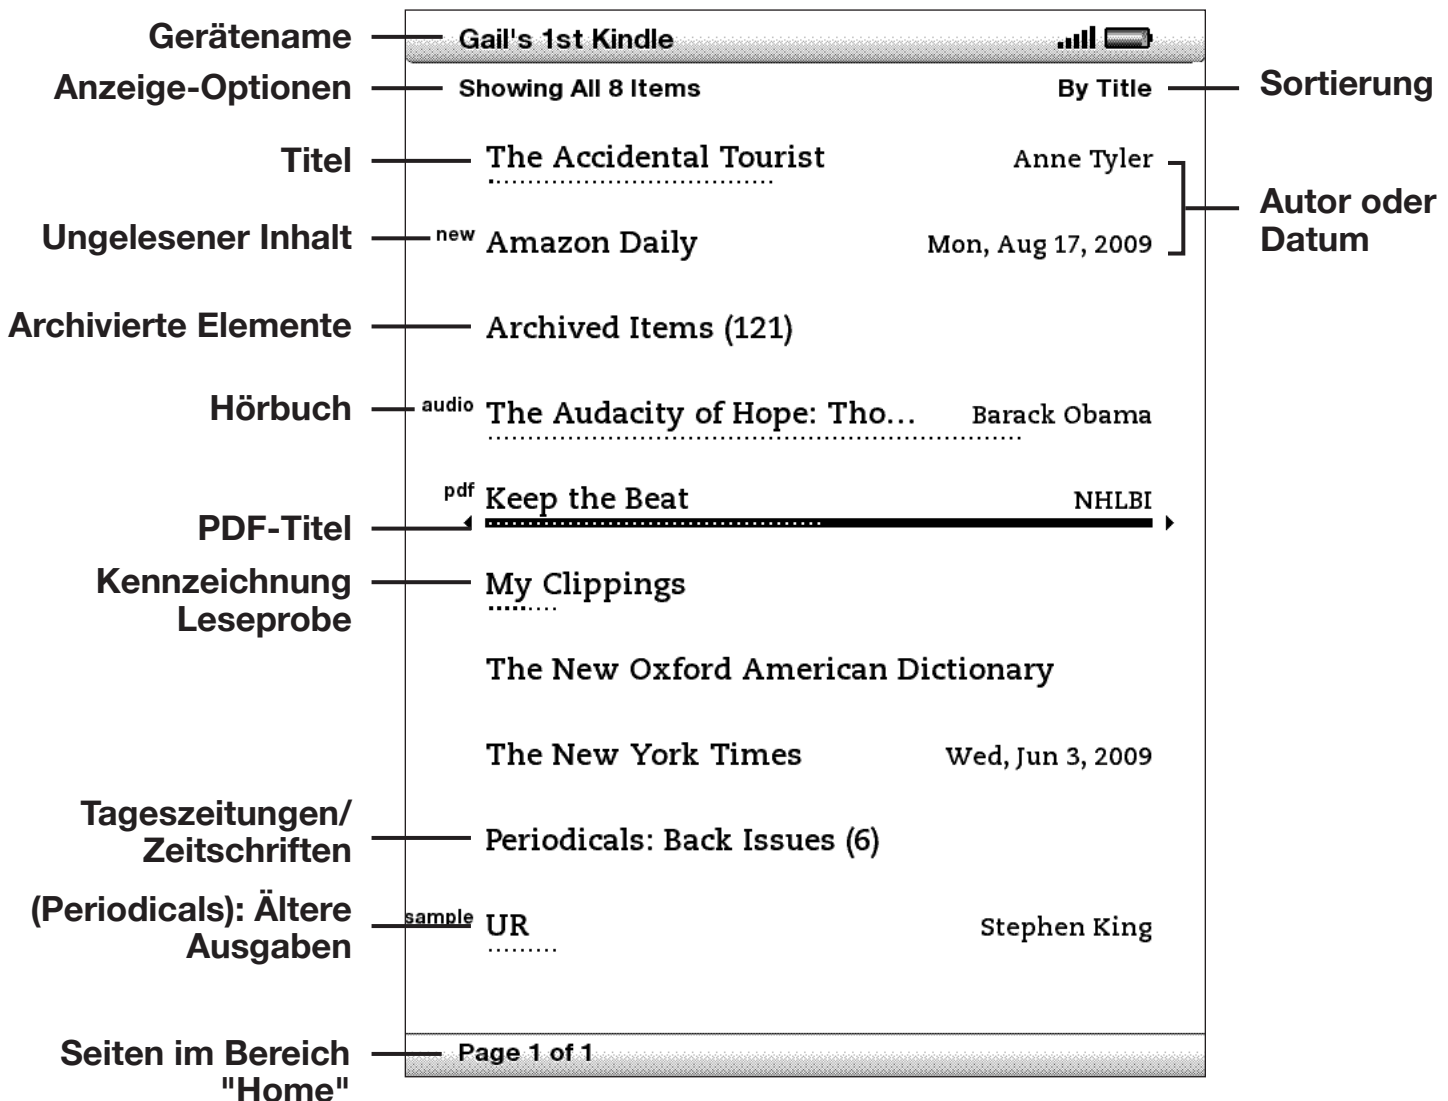 Gerätename
Gail's 1st Kindle
Anzeige-Optionen
Showing All 8 Items
By Title
Sortierung
Titel
The Accidental Tourist
Anne Tyler
Autor oder
Datum
Ungelesener Inhalt
new
Amazon Daily
Mon, Aug 17, 2009
Archivierte Elemente
Archived Items (121)
Hörbuch
audio
The Audacity of Hope: Tho...
Barack Obama
pdf
Keep the Beat
NHLBI
PDF-Titel
Kennzeichnung
Leseprobe
My Clippings
The New Oxford American Dictionary
The New York Times
Wed, Jun 3, 2009
Tageszeitungen/
Zeitschriften
Periodicals: Back Issues (6)
(Periodicals): Ältere
Ausgaben
sample
UR
Stephen King
Seiten im Bereich
"Home"
Page 1 of 1